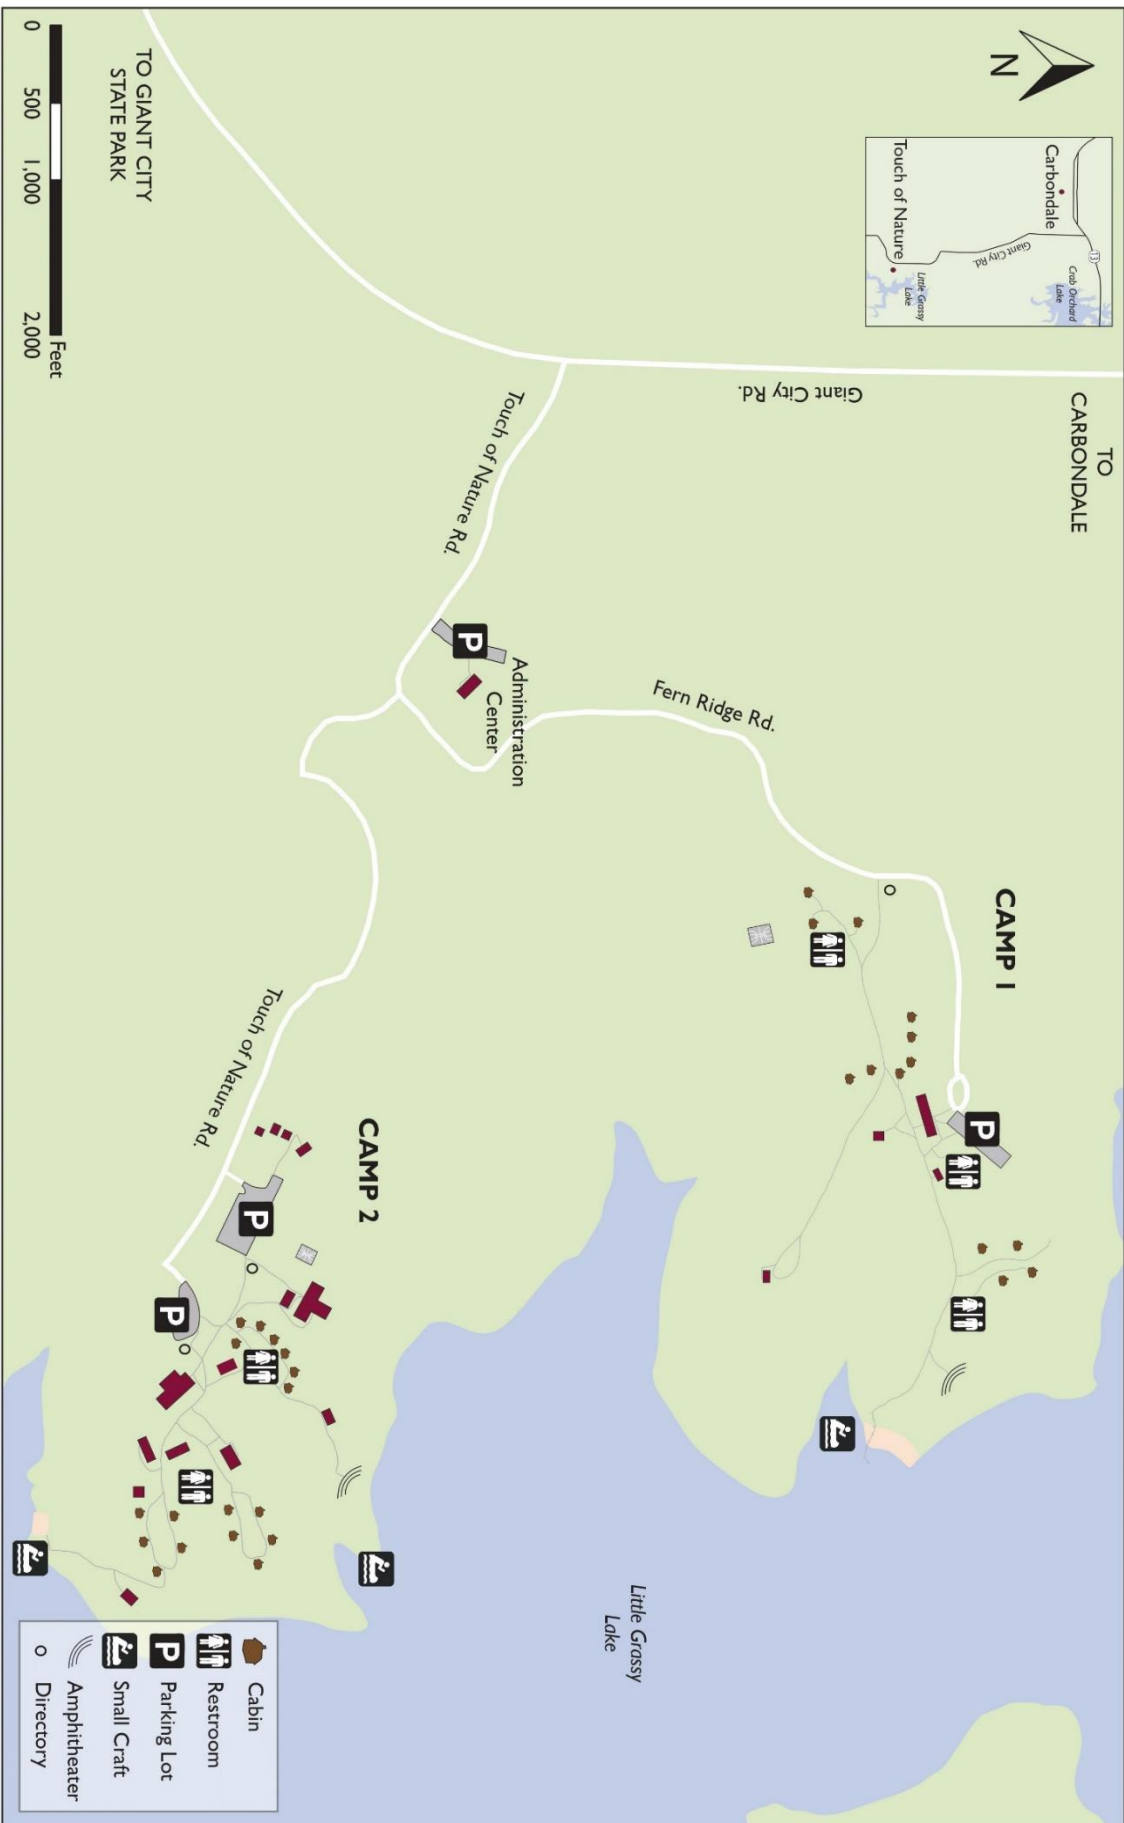 N
Carbondale
13
Giant City Rd.
Crab Orchard
Lake
Touch of Nature
Little Grassy
Lake
TO
CARBONDALE
Giant City Rd.
CAMP 1
Fern Ridge Rd.
Administration
Center
Touch of Nature Rd.
P
P
Little Grassy
Lake
CAMP 2
Touch of Nature Rd.
P
P
TO GIANT CITY
STATE PARK
Feet
0 500 1,000 2,000
Cabin
Restroom
P Parking Lot
Small Craft
Amphitheater
Directory